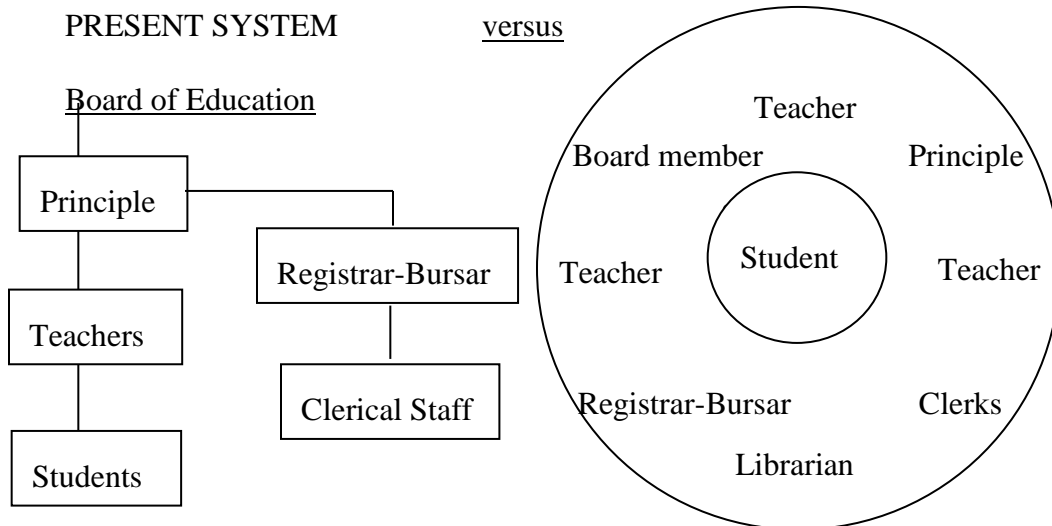 PRESENT SYSTEM versus
Board of Education
Principle
Registrar-Bursar
Teachers
Clerical Staff
Students
Teacher
Board member Principle
Teacher Student Teacher
Registrar-Bursar Clerks
Librarian